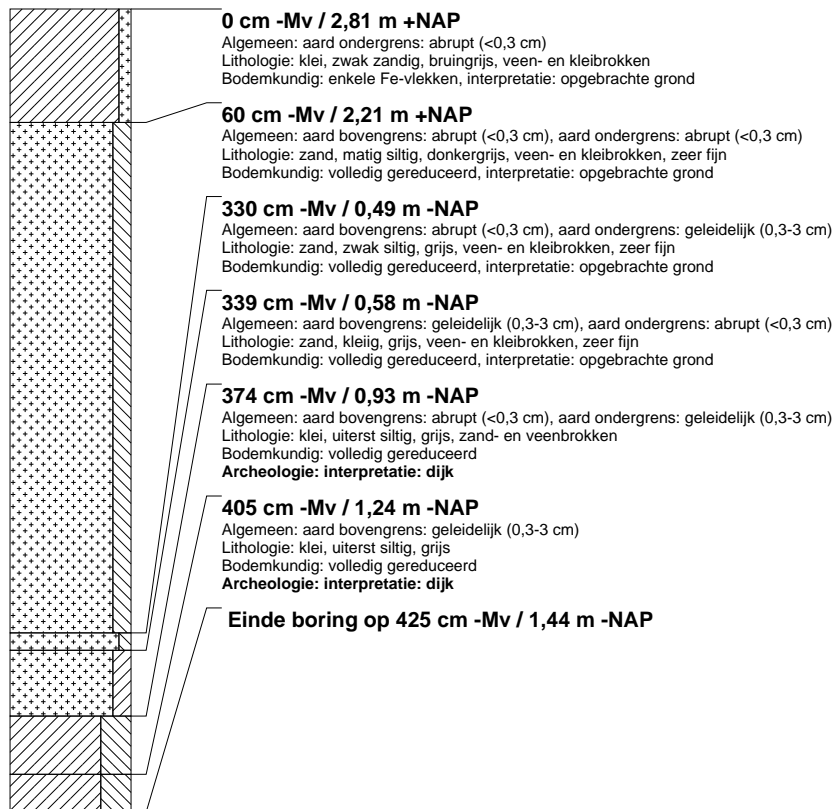 0 cm -Mv / 2,81 m +NAP
Algemeen: aard ondergrens: abrupt (<0,3 cm)
Lithologie: klei, zwak zandig, bruingrijs, veen- en kleibrokken
Bodemkundig: enkele Fe-vlekken, interpretatie: opgebrachte grond
60 cm -Mv / 2,21 m +NAP
Algemeen: aard bovengrens: abrupt (<0,3 cm), aard ondergrens: abrupt (<0,3 cm)
Lithologie: zand, matig siltig, donkergrijs, veen- en kleibrokken, zeer fijn
Bodemkundig: volledig gereduceerd, interpretatie: opgebrachte grond
330 cm -Mv / 0,49 m -NAP
Algemeen: aard bovengrens: abrupt (<0,3 cm), aard ondergrens: geleidelijk (0,3-3 cm)
Lithologie: zand, zwak siltig, grijs, veen- en kleibrokken, zeer fijn
Bodemkundig: volledig gereduceerd, interpretatie: opgebrachte grond
339 cm -Mv / 0,58 m -NAP
Algemeen: aard bovengrens: geleidelijk (0,3-3 cm), aard ondergrens: abrupt (<0,3 cm)
Lithologie: zand, kleiig, grijs, veen- en kleibrokken, zeer fijn
Bodemkundig: volledig gereduceerd, interpretatie: opgebrachte grond
374 cm -Mv / 0,93 m -NAP
Algemeen: aard bovengrens: abrupt (<0,3 cm), aard ondergrens: geleidelijk (0,3-3 cm)
Lithologie: klei, uiterst siltig, grijs, zand- en veenbrokken
Bodemkundig: volledig gereduceerd
Archeologie: interpretatie: dijk
405 cm -Mv / 1,24 m -NAP
Algemeen: aard bovengrens: geleidelijk (0,3-3 cm)
Lithologie: klei, uiterst siltig, grijs
Bodemkundig: volledig gereduceerd
Archeologie: interpretatie: dijk
Einde boring op 425 cm -Mv / 1,44 m -NAP